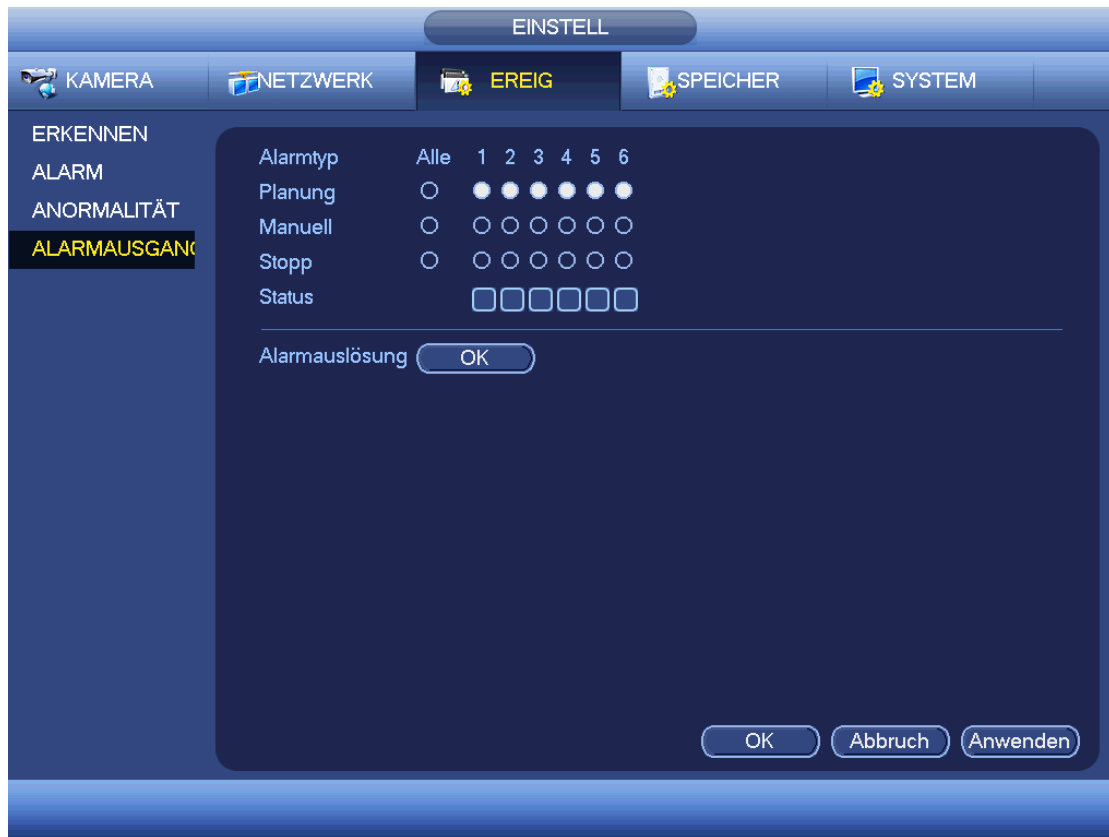 EINSTELL
KAMERA NETZWERK EREIG SPEICHER SYSTEM
ERKENNEN
ALARM
ANORMALITÄT
ALARMAUSGANG
Alarmtyp Alle 1 2 3 4 5 6
Planung
Manuell
Stopp
Status
Alarmauslösung OK
OK Abbruch Anwenden